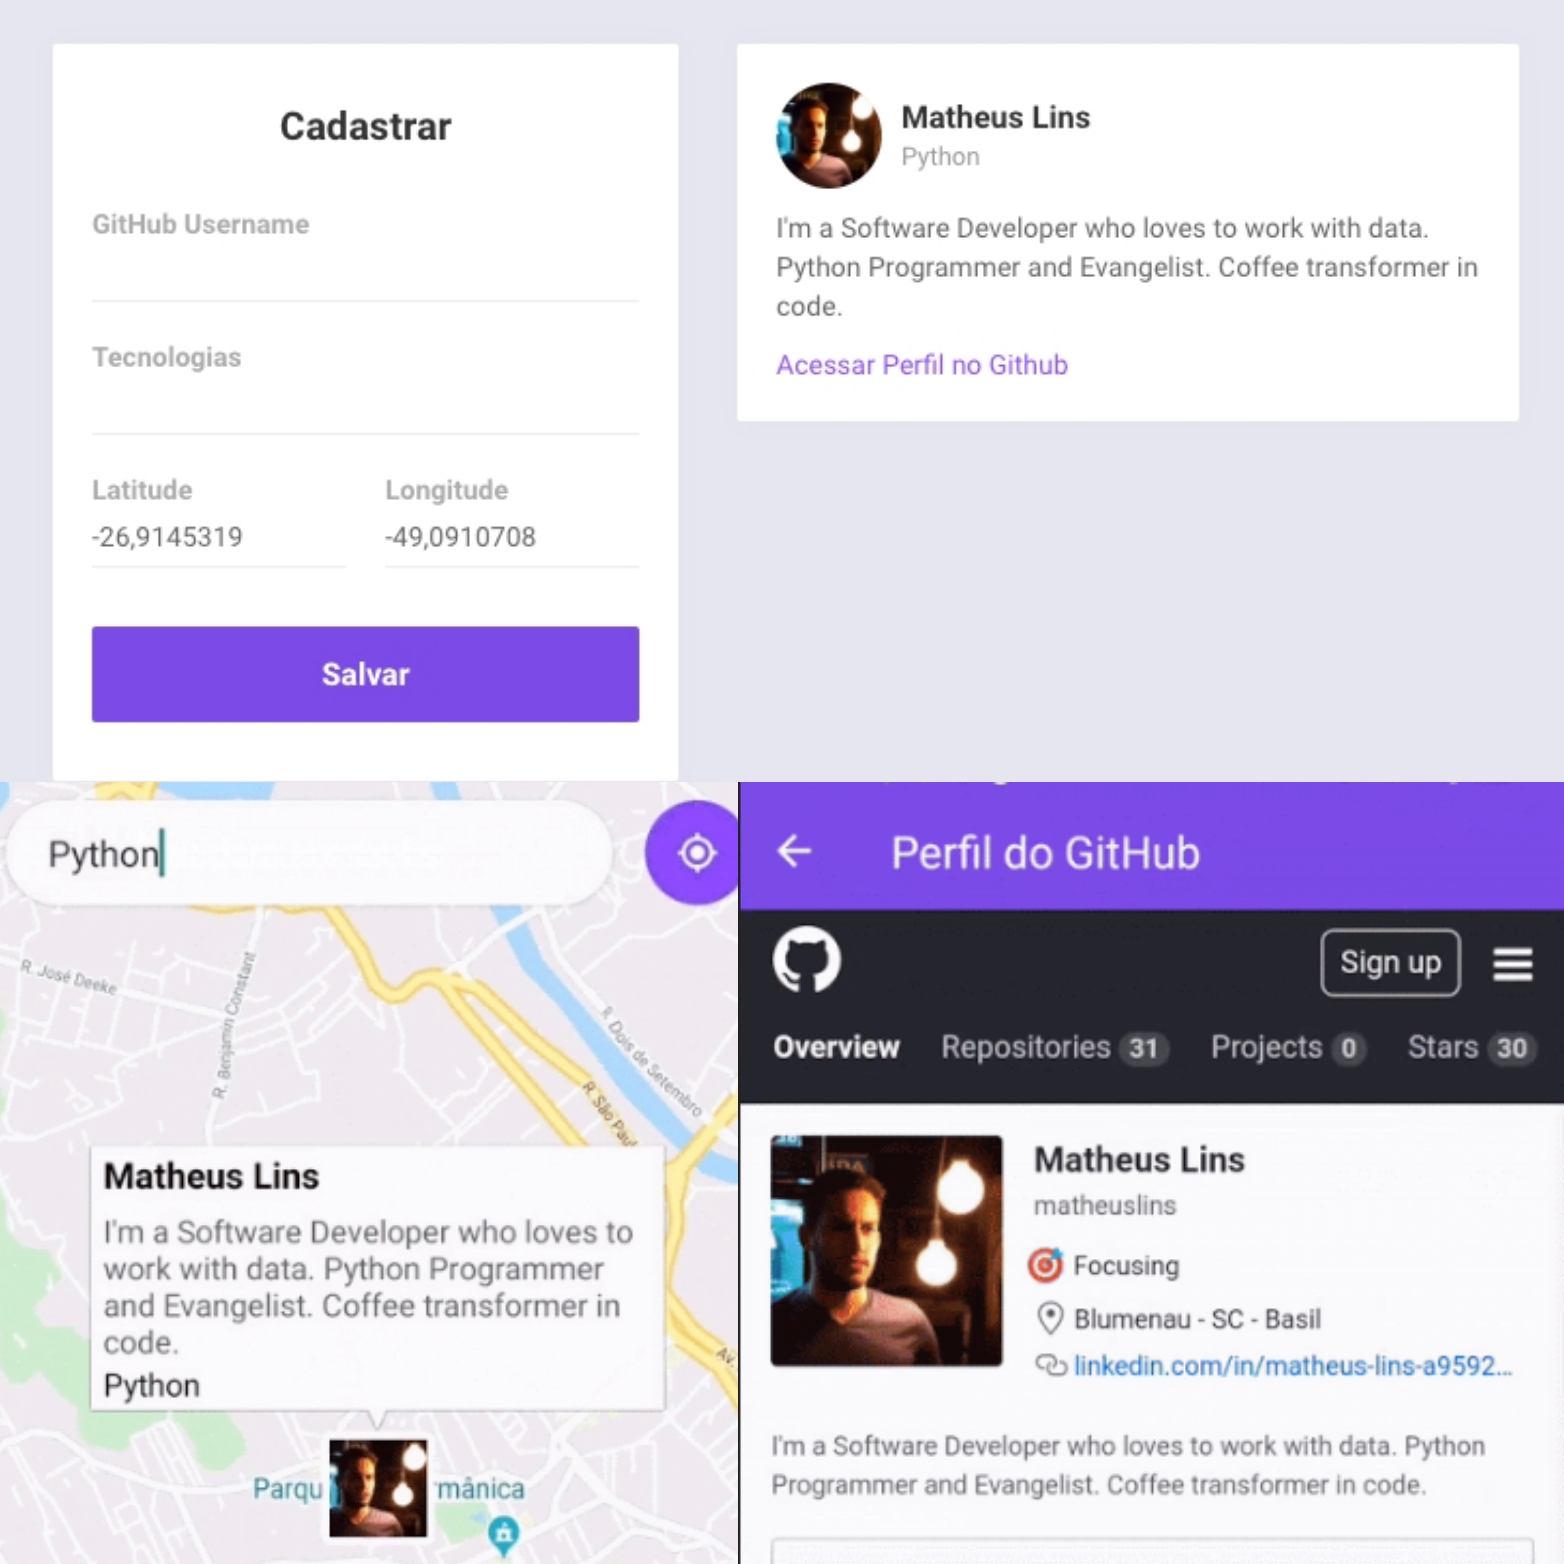 Cadastrar
GitHub Username
Tecnologias
Latitude
Longitude
-26,9145319
-49,0910708
Salvar
Matheus Lins
Python
I'm a Software Developer who loves to work with data.
Python Programmer and Evangelist. Coffee transformer in
code.
Acessar Perfil no Github
Python
R. José Deeke
R. Benjamin Constant
R. Dois de Setembro
R. São Paul
Matheus Lins
I'm a Software Developer who loves to
work with data. Python Programmer
and Evangelist. Coffee transformer in
code.
Python
Av.
Parqu
mânica
Perfil do GitHub
Sign up
Overview Repositories 31 Projects 0 Stars 30
Matheus Lins
matheuslins
Focusing
Blumenau - SC - Basil
linkedin.com/in/matheus-lins-a9592...
I'm a Software Developer who loves to work with data. Python
Programmer and Evangelist. Coffee transformer in code.